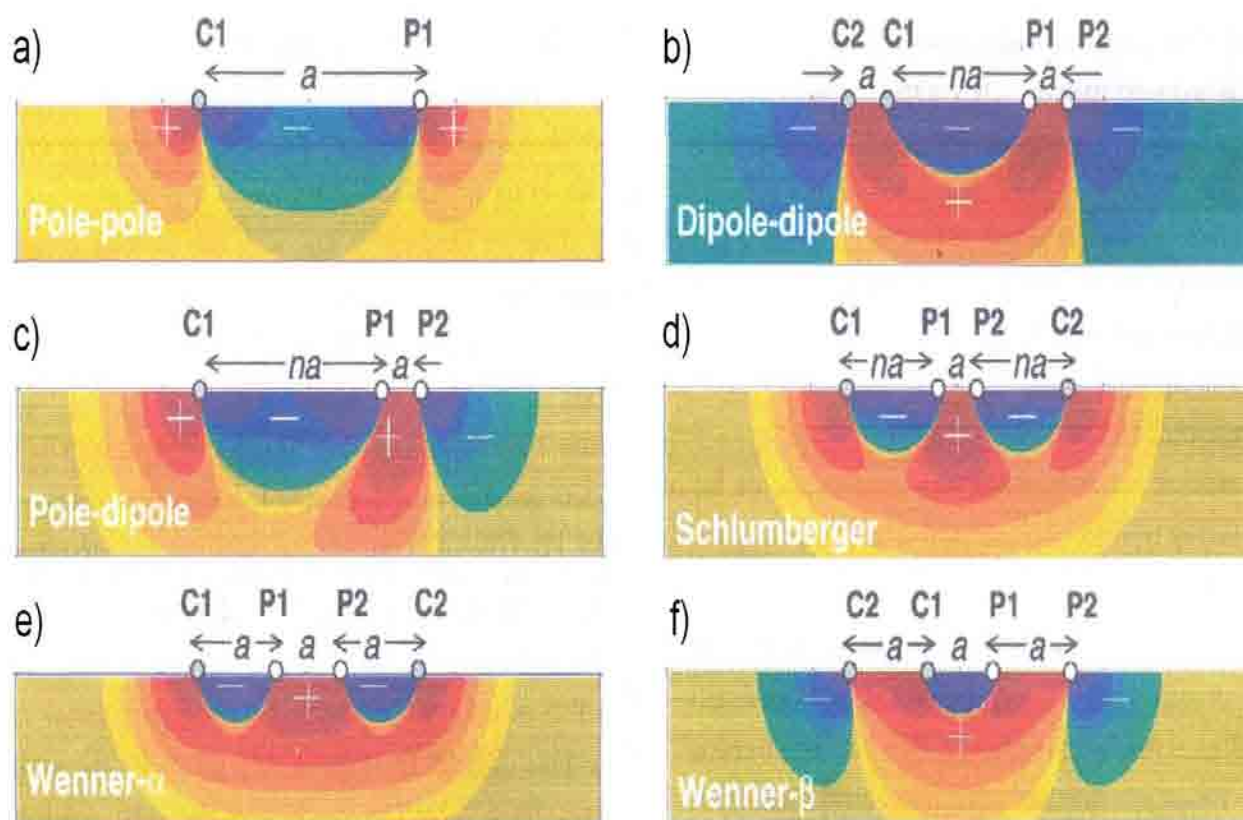 a)
C1 P1
a
+ − +
Pole-pole
b)
C2 C1 P1 P2
a na a
− − −
+
Dipole-dipole
c)
C1 P1 P2
na a
+ − + −
Pole-dipole
d)
C1 P1 P2 C2
na a na
− + −
Schlumberger
e)
C1 P1 P2 C2
a a a
− + −
Wenner-α
f)
C2 C1 P1 P2
a a a
− − −
+
Wenner-β